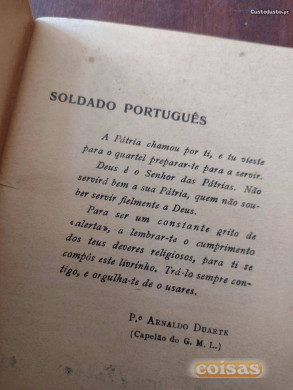 CustoJusto.pt
SOLDADO PORTUGUÊS
A Pátria chamou por ti, e tu vieste
para o quartel preparar-te para a servir.
Deus é o Senhor das Pátrias. Não
servirá bem a sua Pátria, quem não sou-
ber servir fielmente a Deus.
Para ser um constante grito de
«alerta», a lembrar-te o cumprimento
dos teus deveres religiosos, para ti se
compôs este livrinho. Trá-lo sempre con-
tigo, e orgulha-te de o usares.
P.e ARNALDO DUARTE
(Capelão do G. M. L.)
coisas